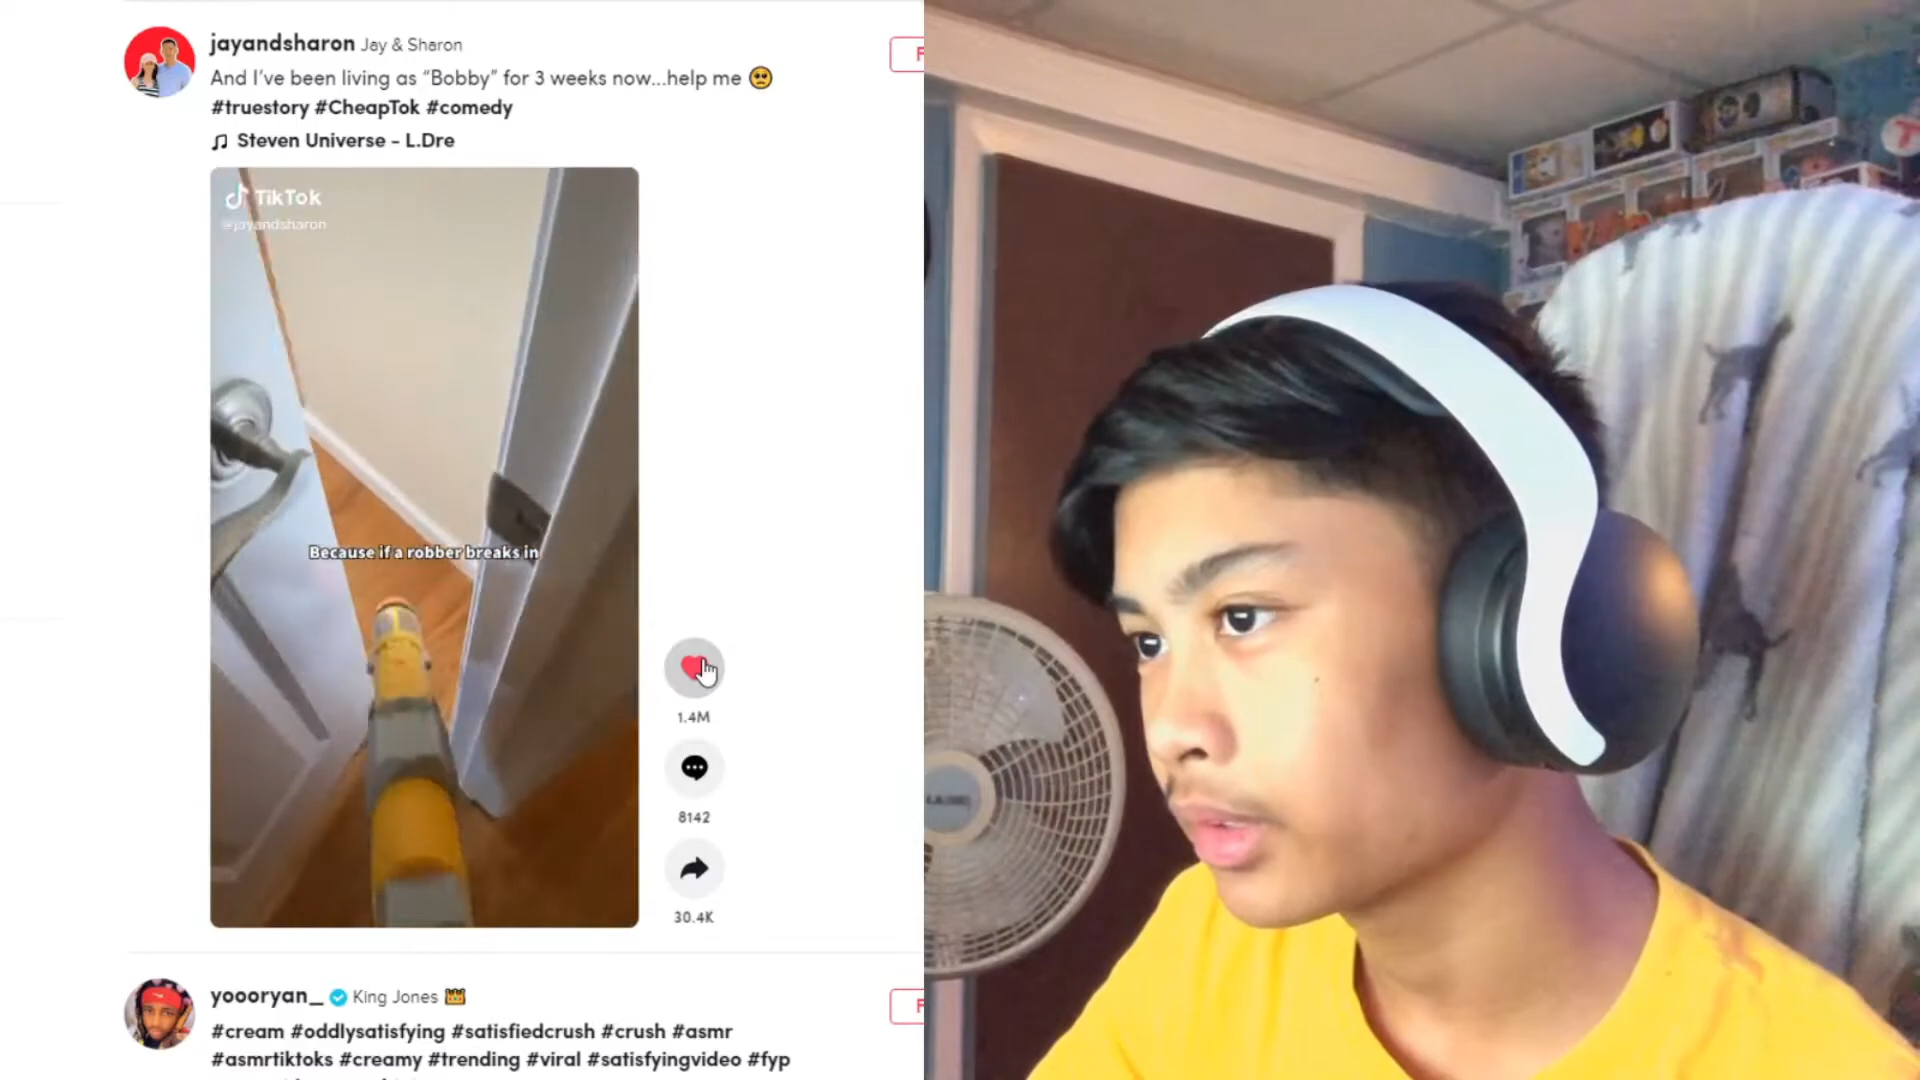 jayandsharon Jay & Sharon
And I've been living as “Bobby” for 3 weeks now...help me 🥺
#truestory #CheapTok #comedy
Steven Universe - L.Dre
TikTok
@jayandsharon
Because if a robber breaks in
1.4M
8142
30.4K
yoooryan_ King Jones 👑
#cream #oddlysatisfying #satisfiedcrush #crush #asmr
#asmrtiktoks #creamy #trending #viral #satisfyingvideo #fyp